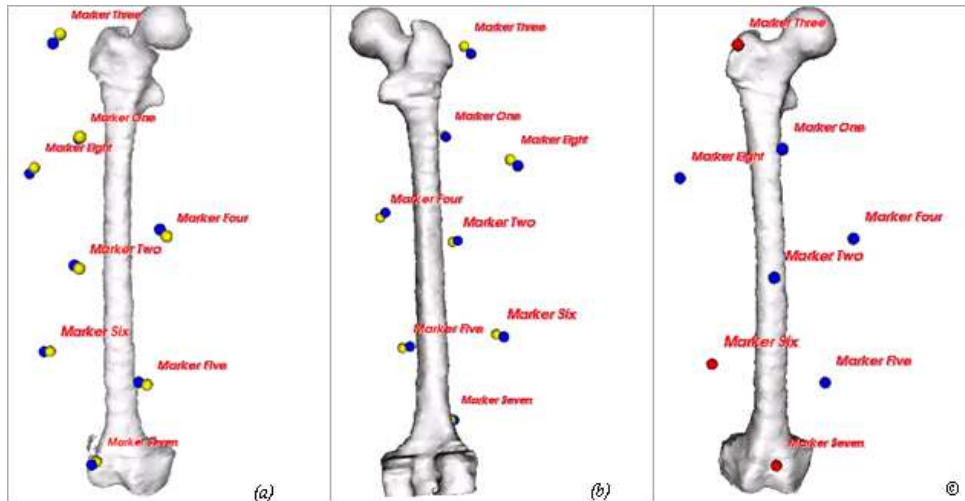 Marker Three
Marker One
Marker Eight
Marker Four
Marker Two
Marker Six
Marker Five
Marker Seven
(a)
Marker Three
Marker One
Marker Eight
Marker Four
Marker Two
Marker Six
Marker Five
Marker Seven
(b)
Marker Three
Marker One
Marker Eight
Marker Four
Marker Two
Marker Six
Marker Five
Marker Seven
©